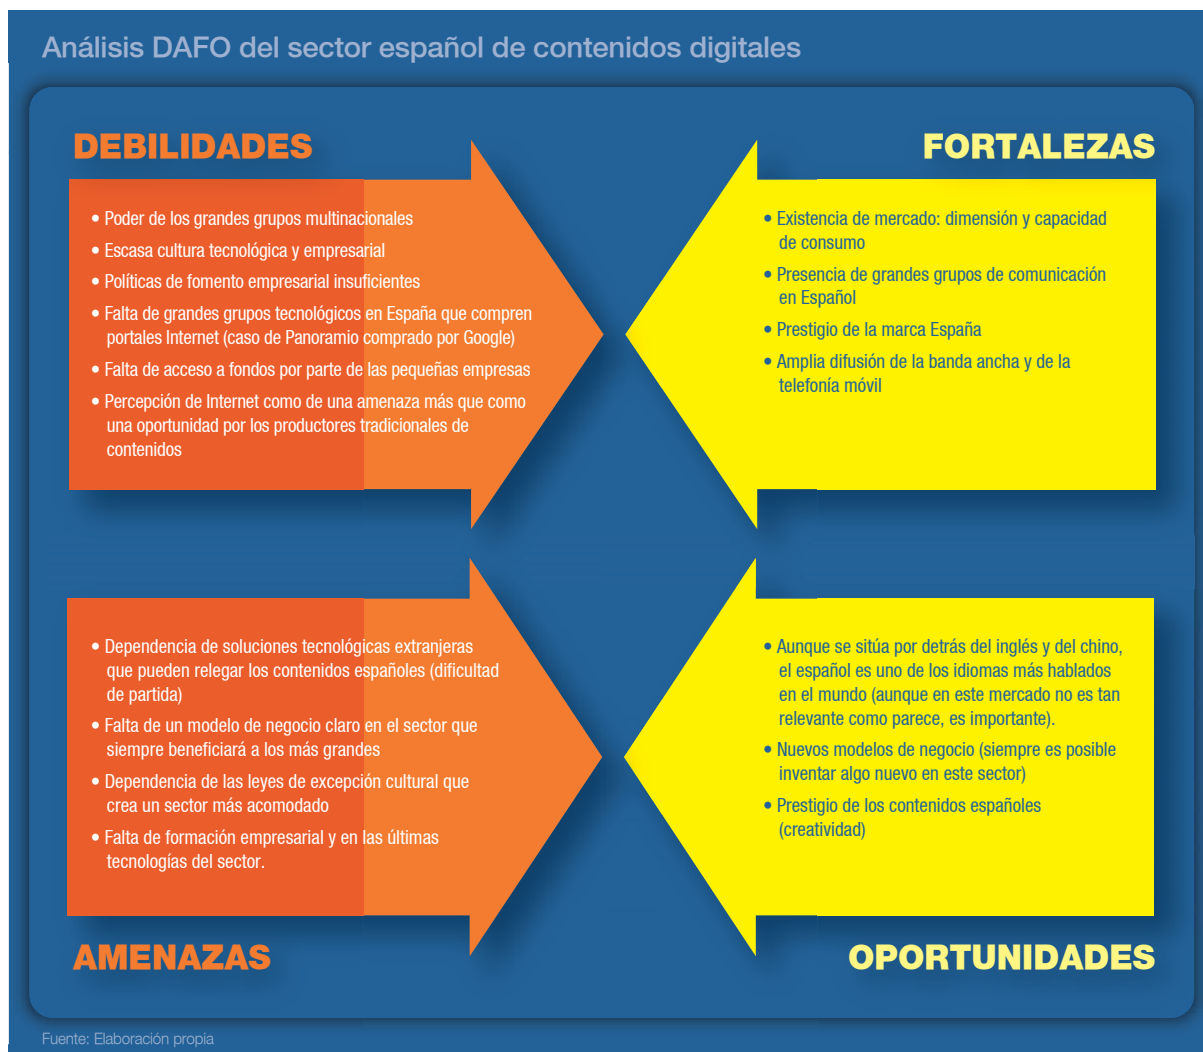 Análisis DAFO del sector español de contenidos digitales
DEBILIDADES
• Poder de los grandes grupos multinacionales
• Escasa cultura tecnológica y empresarial
• Políticas de fomento empresarial insuficientes
• Falta de grandes grupos tecnológicos en España que compren
portales Internet (caso de Panoramio comprado por Google)
• Falta de acceso a fondos por parte de las pequeñas empresas
• Percepción de Internet como de una amenaza más que como
una oportunidad por los productores tradicionales de
contenidos
FORTALEZAS
• Existencia de mercado: dimensión y capacidad
de consumo
• Presencia de grandes grupos de comunicación
en Español
• Prestigio de la marca España
• Amplia difusión de la banda ancha y de la
telefonía móvil
• Dependencia de soluciones tecnológicas extranjeras
que pueden relegar los contenidos españoles (dificultad
de partida)
• Falta de un modelo de negocio claro en el sector que
siempre beneficiará a los más grandes
• Dependencia de las leyes de excepción cultural que
crea un sector más acomodado
• Falta de formación empresarial y en las últimas
tecnologías del sector.
AMENAZAS
• Aunque se sitúa por detrás del inglés y del chino,
el español es uno de los idiomas más hablados
en el mundo (aunque en este mercado no es tan
relevante como parece, es importante).
• Nuevos modelos de negocio (siempre es posible
inventar algo nuevo en este sector)
• Prestigio de los contenidos españoles
(creatividad)
OPORTUNIDADES
Fuente: Elaboración propia